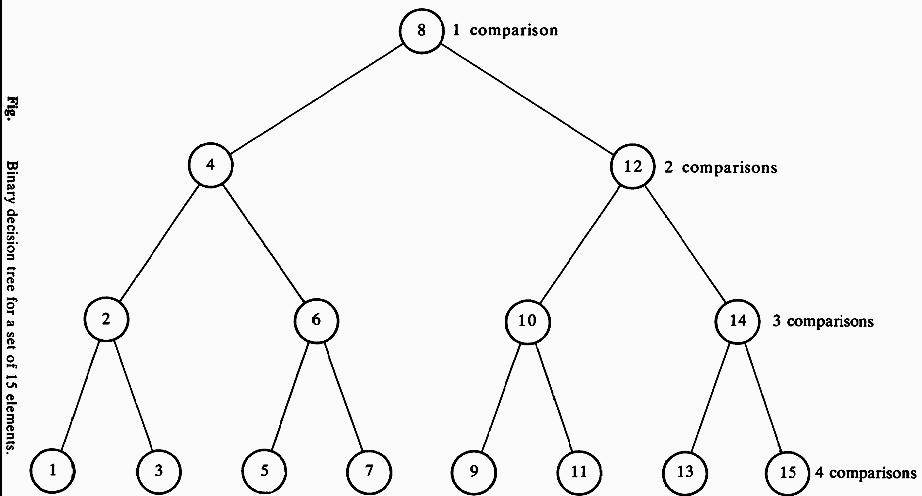 8 1 comparison
4 12 2 comparisons
2 6 10 14 3 comparisons
1 3 5 7 9 11 13 15 4 comparisons
Fig. Binary decision tree for a set of 15 elements.